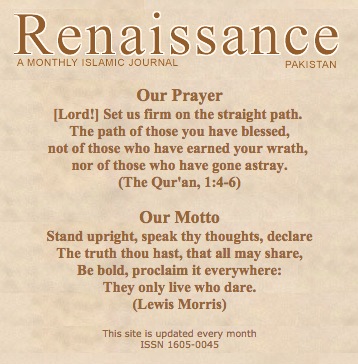 Renaissance
A MONTHLY ISLAMIC JOURNAL PAKISTAN
Our Prayer
[Lord!] Set us firm on the straight path.
The path of those you have blessed,
not of those who have earned your wrath,
nor of those who have gone astray.
(The Qur'an, 1:4-6)
Our Motto
Stand upright, speak thy thoughts, declare
The truth thou hast, that all may share,
Be bold, proclaim it everywhere:
They only live who dare.
(Lewis Morris)
This site is updated every month
ISSN 1605-0045